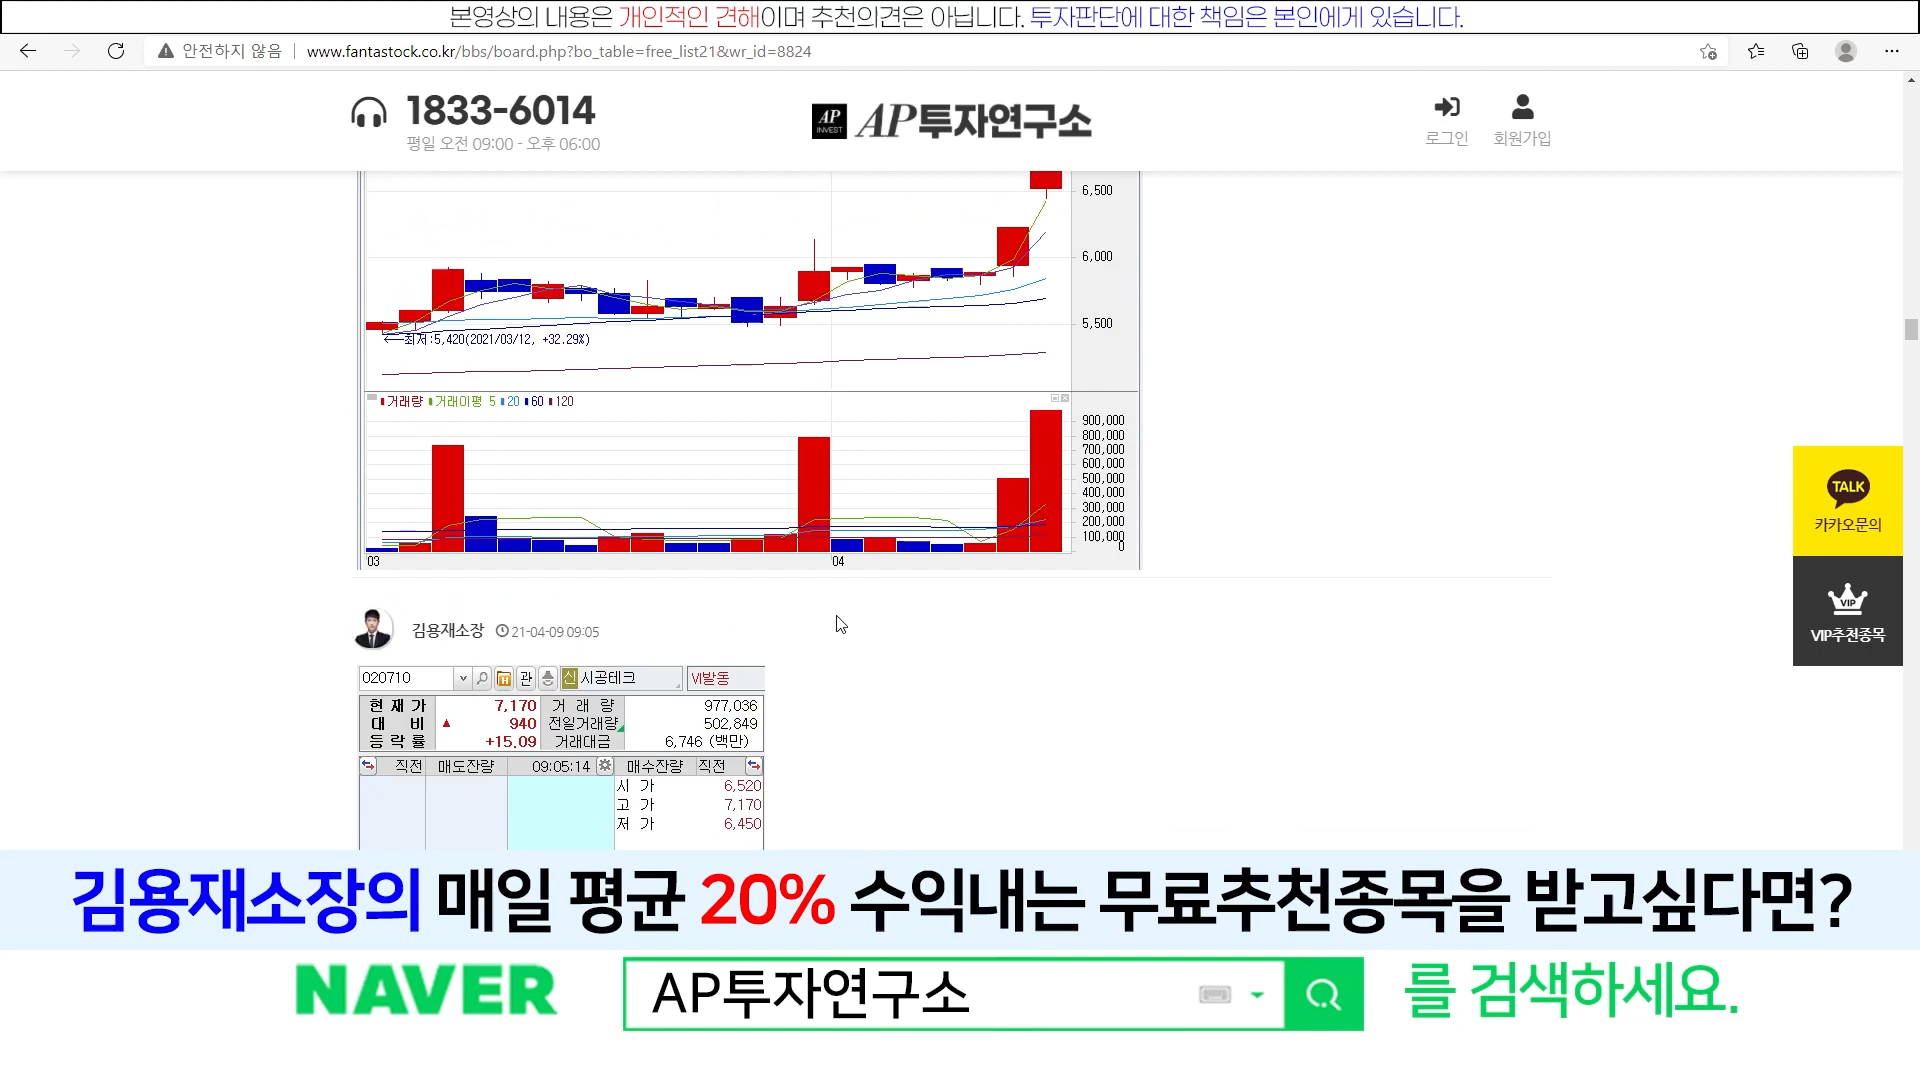 본영상의 내용은 개인적인 견해이며 추천의견은 아닙니다. 투자판단에 대한 책임은 본인에게 있습니다.
안전하지 않음 | www.fantastock.co.kr/bbs/board.php?bo_table=free_list21&wr_id=8824
1833-6014
평일 오전 09:00 - 오후 06:00
AP INVEST AP투자연구소
로그인 회원가입
6,500
6,000
5,500
최저:5,420(2021/03/12, +32.29%)
거래량 거래이평 5 20 60 120
900,000
800,000
700,000
600,000
500,000
400,000
300,000
200,000
100,000
0
03 04
TALK
카카오문의
VIP
VIP추천종목
김용재소장 21-04-09 09:05
020710 관 신 시공테크 VI발동
현재가 7,170 거래량 977,036
대비 ▲ 940 전일거래량 502,849
등락률 +15.09 거래대금 6,746 (백만)
직전 매도잔량 09:05:14 매수잔량 직전
시가 6,520
고가 7,170
저가 6,450
김용재소장의 매일 평균 20% 수익내는 무료추천종목을 받고싶다면?
NAVER AP투자연구소 를 검색하세요.